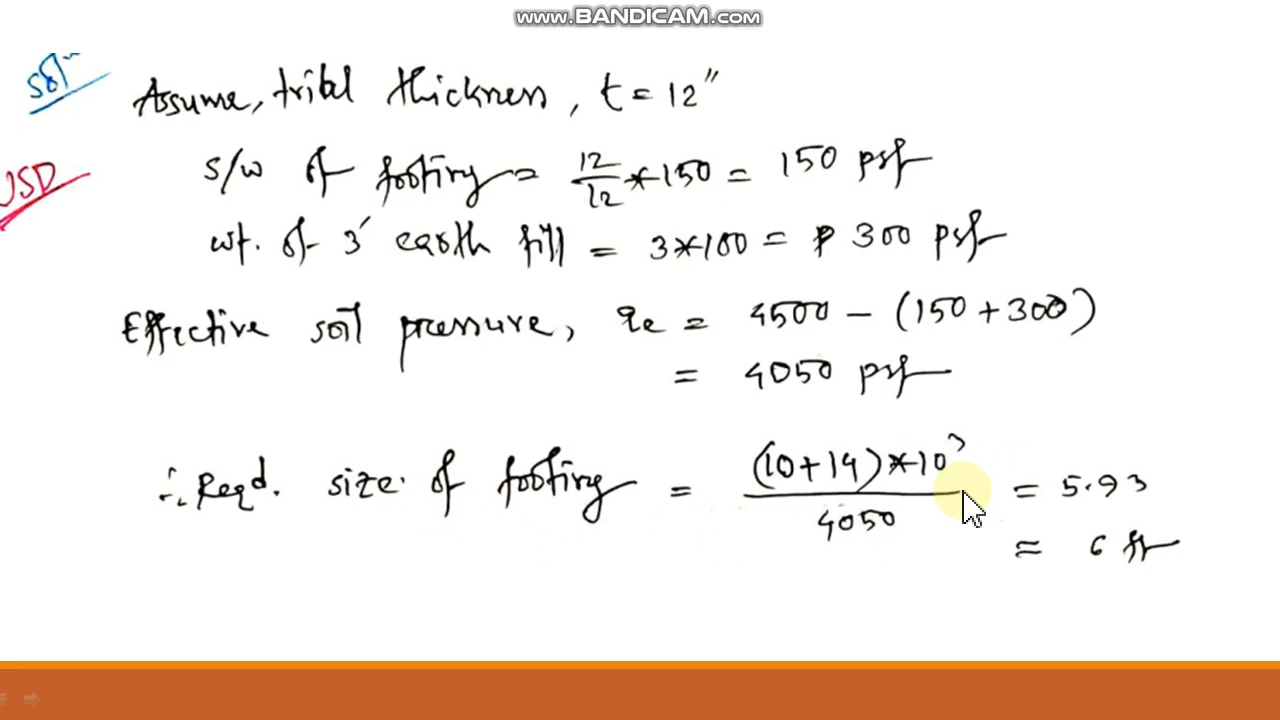 www.BANDICAM.com
Soln
Assume, trial thickness, t = 12"
USD
s/w of footing = 12/12 * 150 = 150 psf
wt. of 3' earth fill = 3*100 = 300 psf
Effective soil pressure, qe = 4500 - (150 + 300)
= 4050 psf
∴ Reqd. size of footing = (10+14)*10³ / 4050 = 5.93
≈ 6 ft